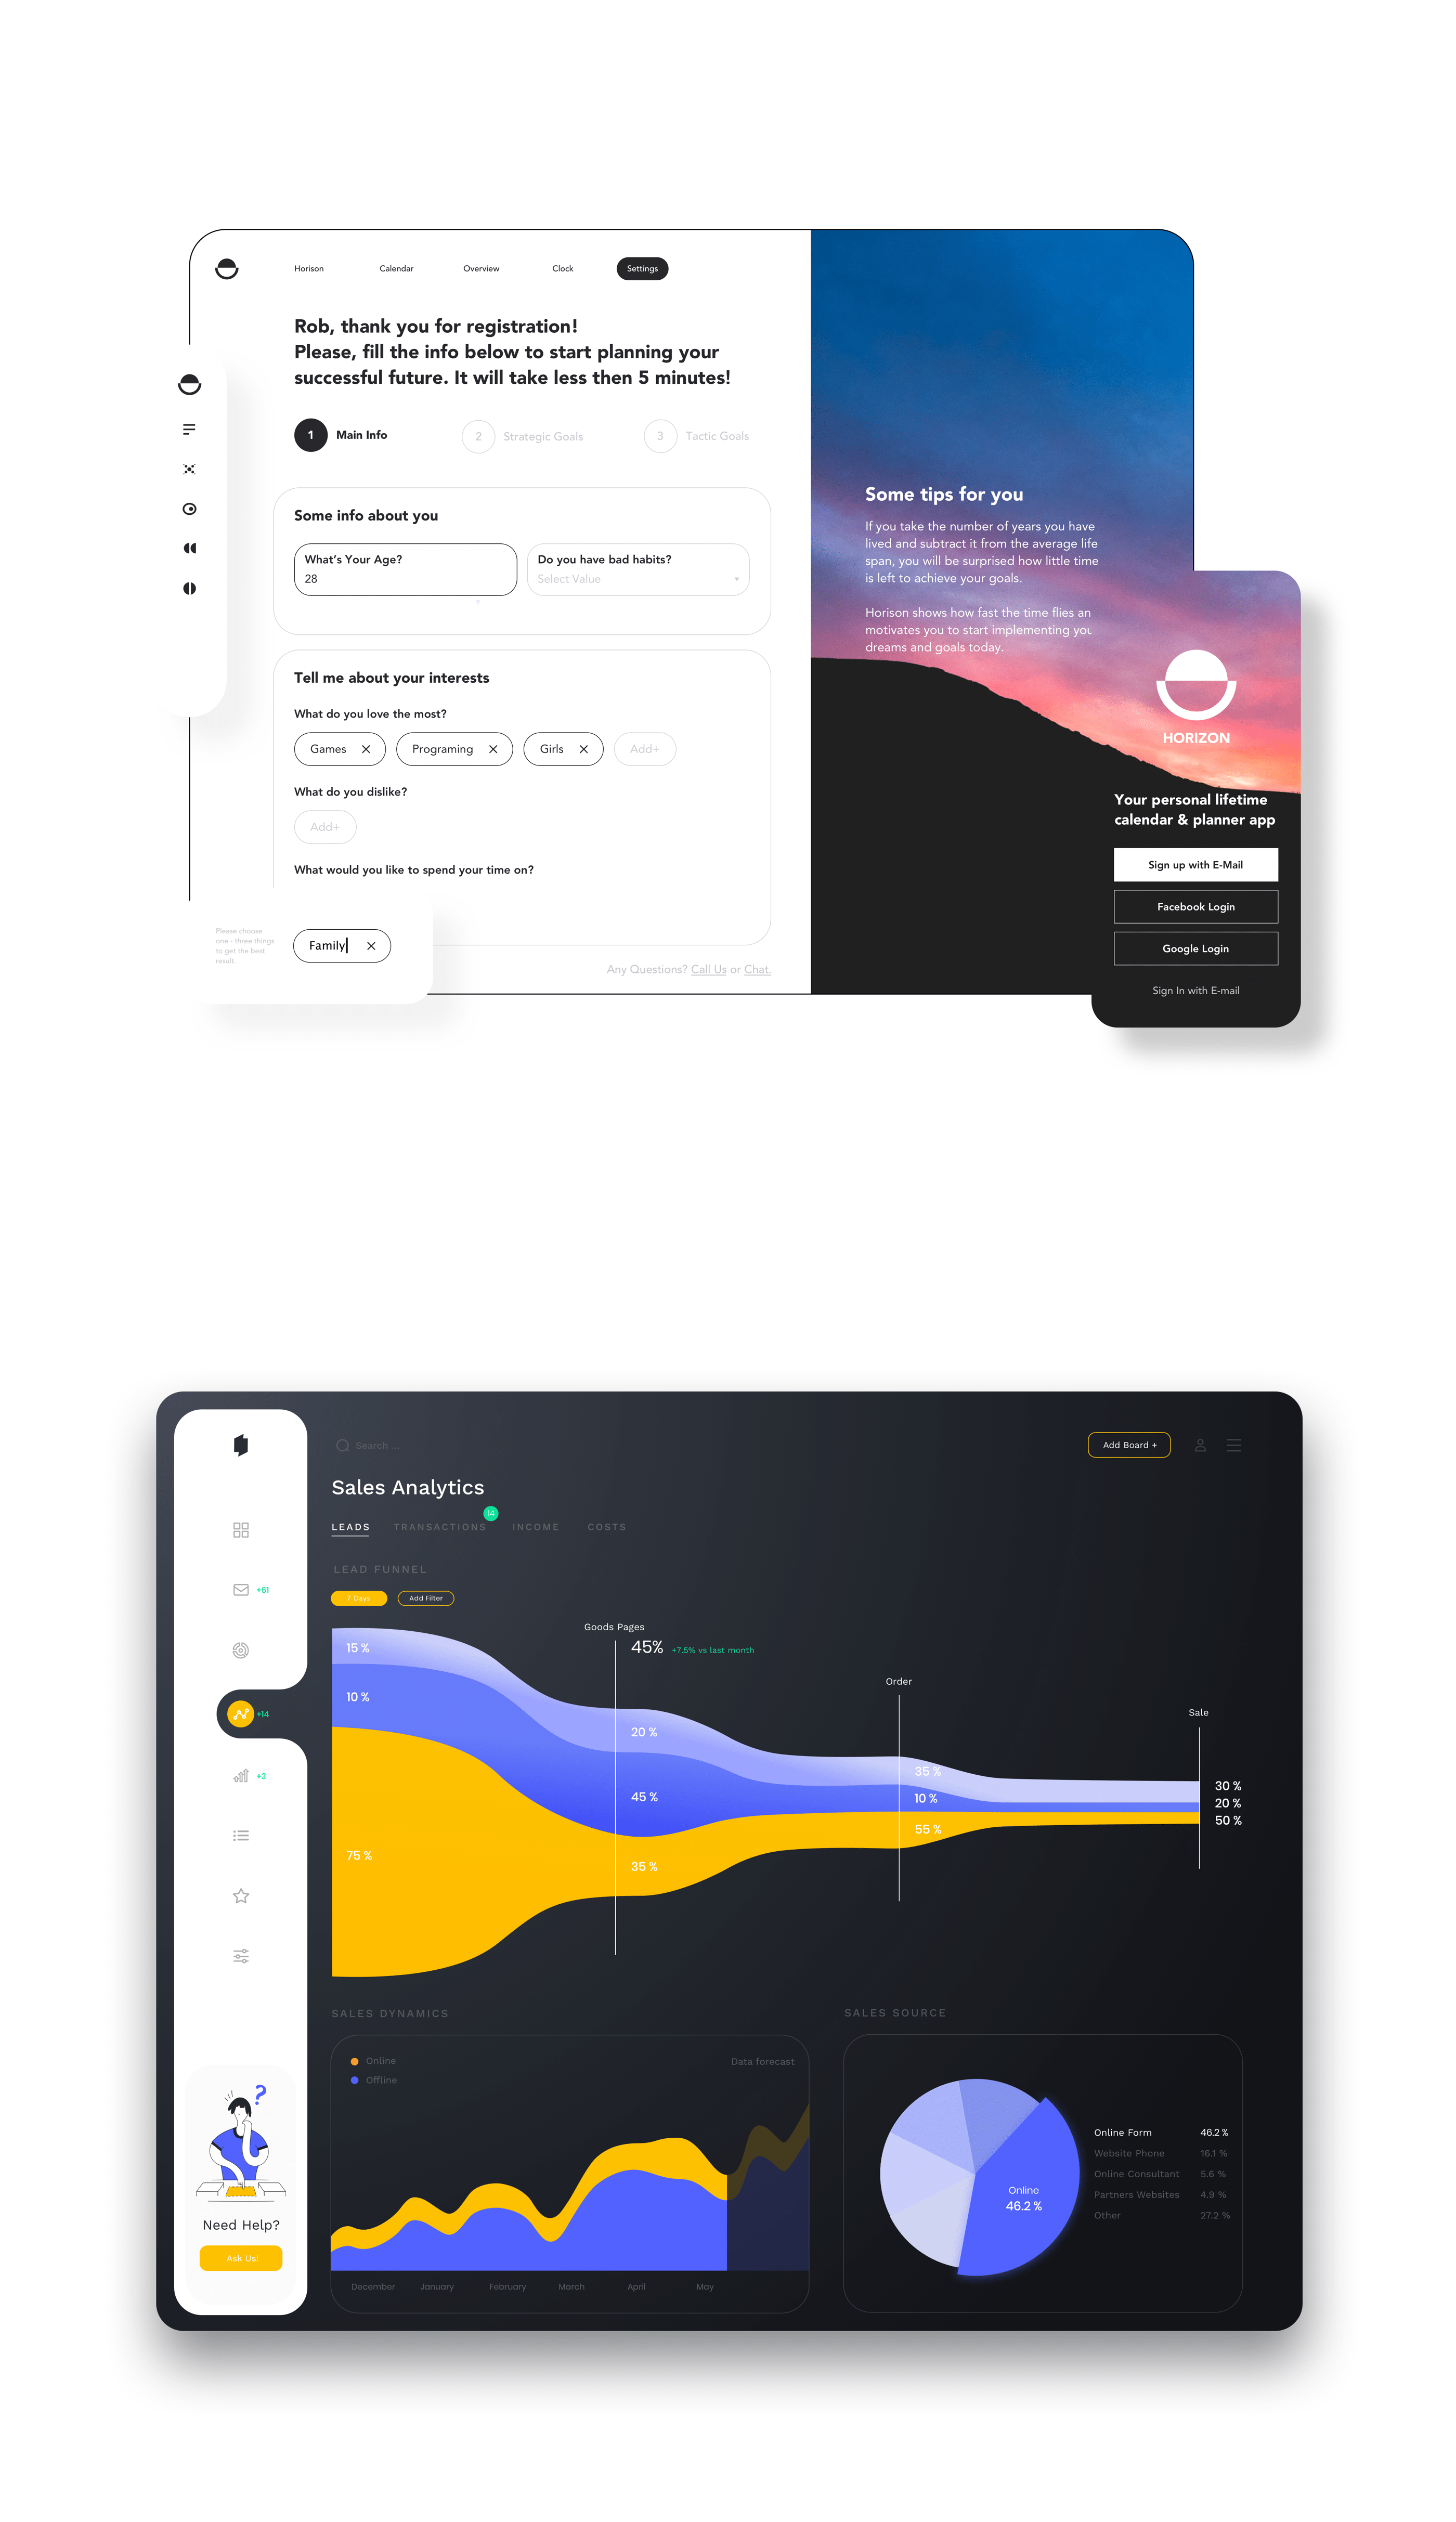 Horison
Calendar
Overview
Clock
Settings
Rob, thank you for registration!
Please, fill the info below to start planning your
successful future. It will take less then 5 minutes!
1
Main Info
2
Strategic Goals
3
Tactic Goals
Some info about you
What's Your Age?
28
Do you have bad habits?
Select Value
Tell me about your interests
What do you love the most?
Games
Programing
Girls
Add+
What do you dislike?
Add+
What would you like to spend your time on?
Please choose
one - three things
to get the best
result.
Family
Any Questions? Call Us or Chat.
Some tips for you
If you take the number of years you have
lived and subtract it from the average life
span, you will be surprised how little time
is left to achieve your goals.
Horison shows how fast the time flies an
motivates you to start implementing you
dreams and goals today.
HORIZON
Your personal lifetime
calendar & planner app
Sign up with E-Mail
Facebook Login
Google Login
Sign In with E-mail
+61
+14
+3
?
Need Help?
Ask Us!
Search ...
Add Board +
Sales Analytics
LEADS
TRANSACTIONS
14
INCOME
COSTS
LEAD FUNNEL
7 Days
Add Filter
15 %
10 %
75 %
Goods Pages
45%
+7.5% vs last month
20 %
45 %
35 %
Order
35 %
10 %
55 %
Sale
30 %
20 %
50 %
SALES DYNAMICS
Online
Offline
Data forecast
December
January
February
March
April
May
SALES SOURCE
Online
46.2 %
Online Form 46.2 %
Website Phone 16.1 %
Online Consultant 5.6 %
Partners Websites 4.9 %
Other 27.2 %